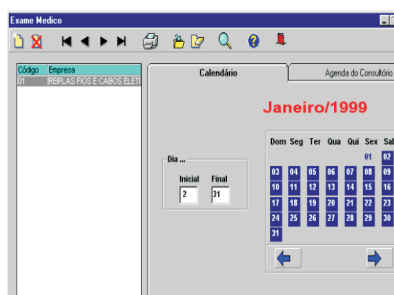 Exame Medico
Código Empresa
01 REIPLAS FIOS E CABOS ELETI
Calendário
Agenda do Consultório
Janeiro/1999
Dia ...
Inicial Final
2 31
Dom Seg Ter Qua Qui Sex Sab
01 02
03 04 05 06 07 08 09
10 11 12 13 14 15 16
17 18 19 20 21 22 23
24 25 26 27 28 29 30
31